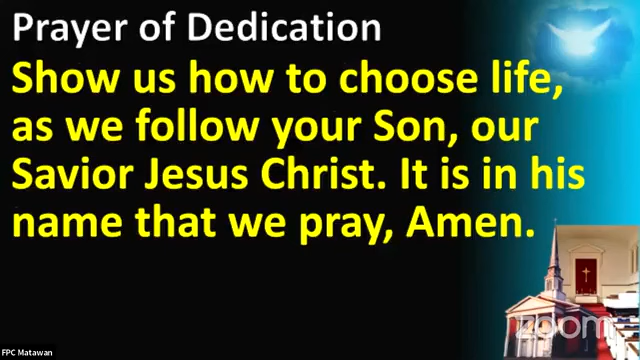 Prayer of Dedication
Show us how to choose life,
as we follow your Son, our
Savior Jesus Christ. It is in his
name that we pray, Amen.
zoom
FPC Matawan